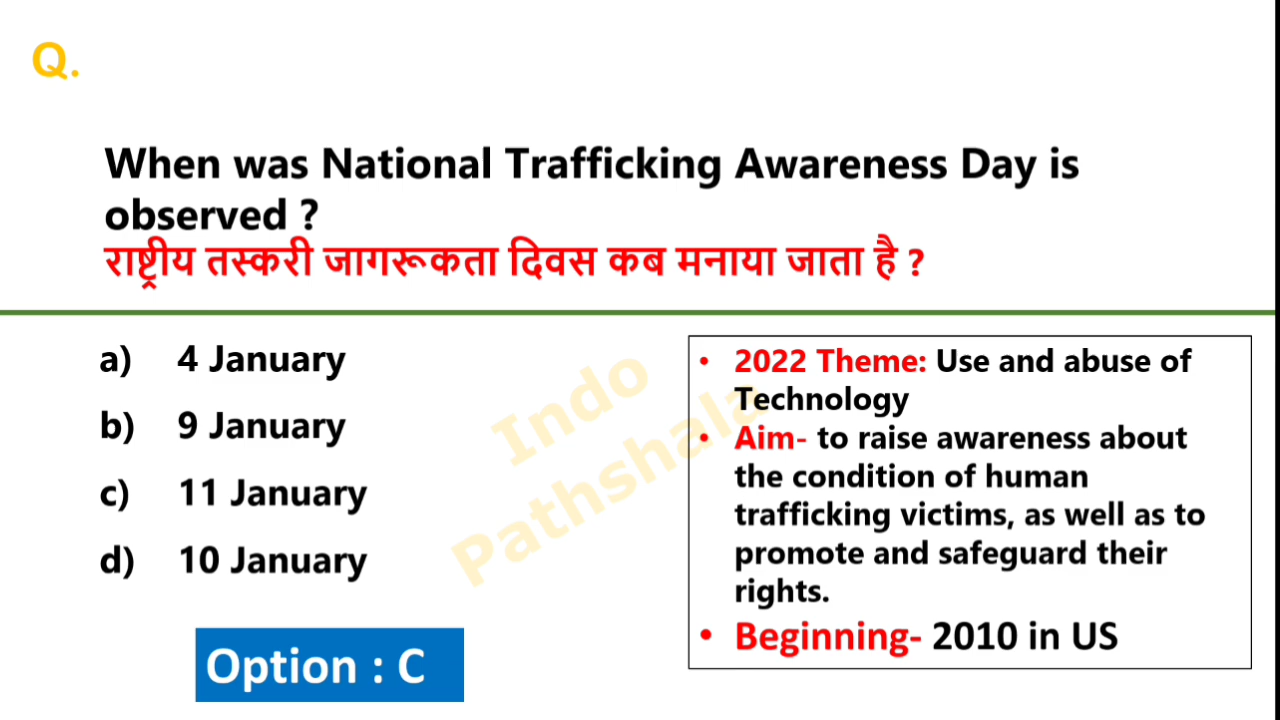 Q.
When was National Trafficking Awareness Day is
observed ?
राष्ट्रीय तस्करी जागरूकता दिवस कब मनाया जाता है ?
a) 4 January
b) 9 January
c) 11 January
d) 10 January
Option : C
• 2022 Theme: Use and abuse of
Technology
• Aim- to raise awareness about
the condition of human
trafficking victims, as well as to
promote and safeguard their
rights.
• Beginning- 2010 in US
Indo
Pathshala